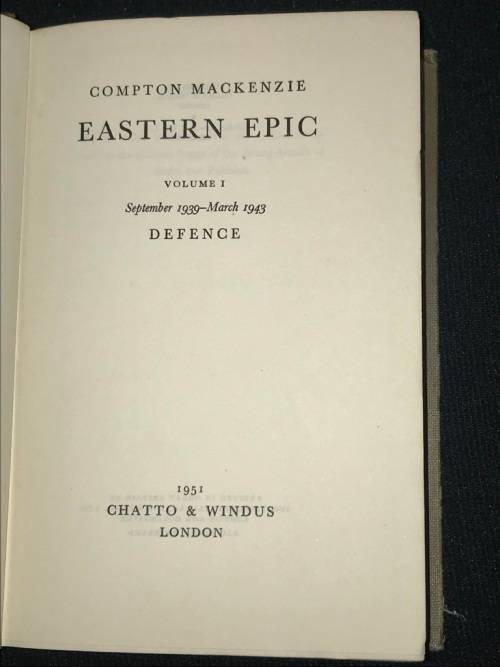 COMPTON MACKENZIE
EASTERN EPIC
VOLUME I
September 1939–March 1943
DEFENCE
1951
CHATTO & WINDUS
LONDON